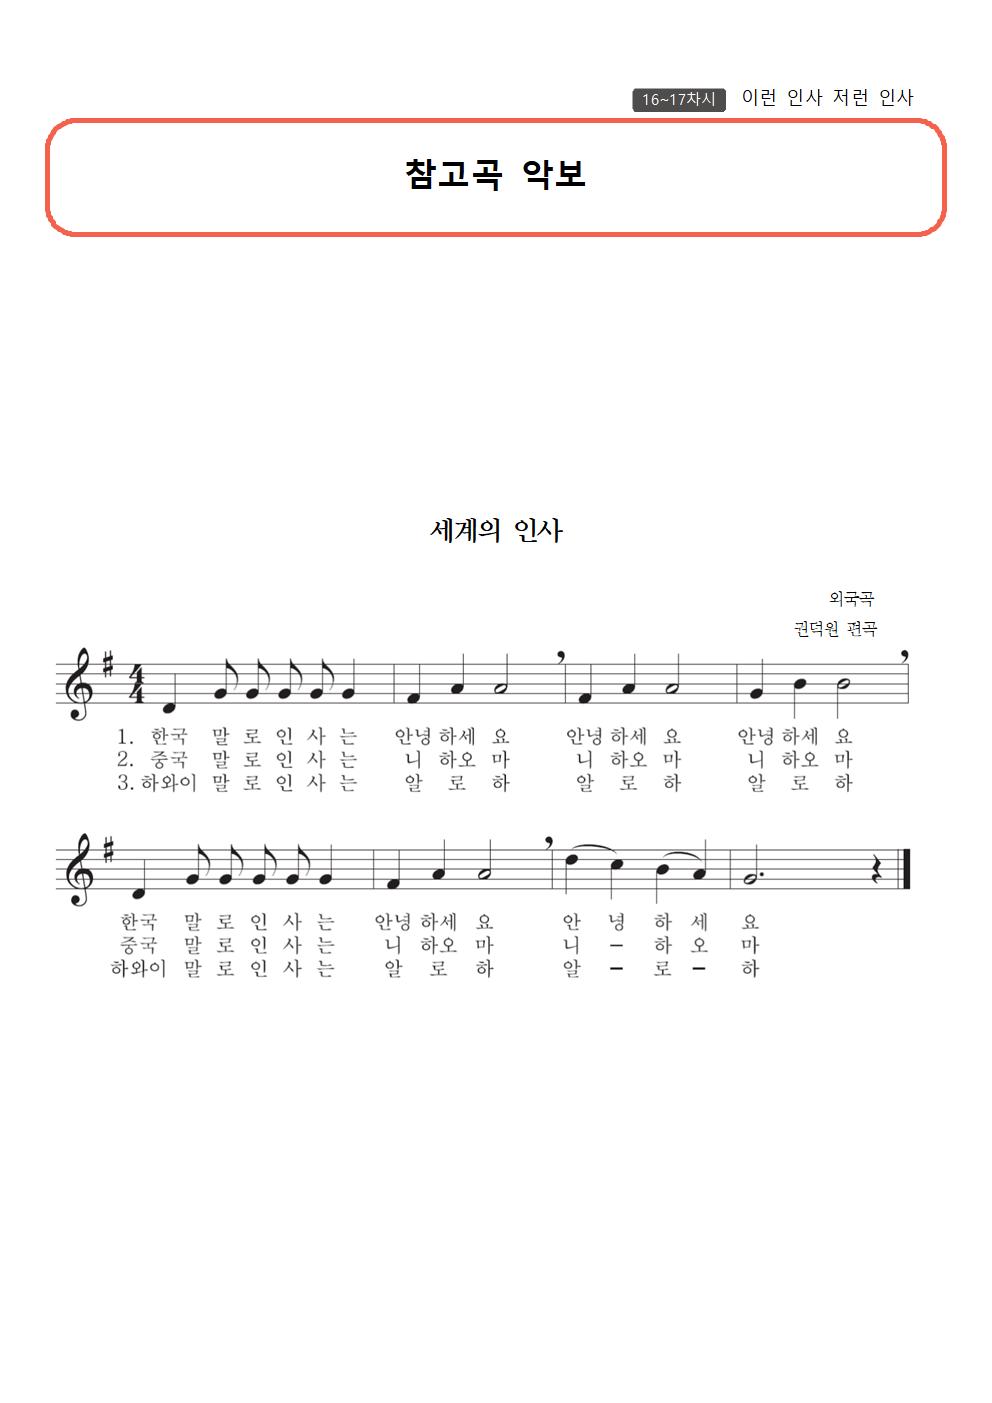 16~17차시 이런 인사 저런 인사
참고곡 악보
세계의 인사
외국곡
권덕원 편곡
4
4
1. 한국 말 로 인 사 는 안녕 하세 요 안녕 하세 요 안녕 하세 요
2. 중국 말 로 인 사 는 니 하오 마 니 하오 마 니 하오 마
3. 하와이 말 로 인 사 는 알 로 하 알 로 하 알 로 하
한국 말 로 인 사 는 안녕 하세 요 안 녕 하 세 요
중국 말 로 인 사 는 니 하오 마 니 – 하 오 마
하와이 말 로 인 사 는 알 로 하 알 – 로 – 하